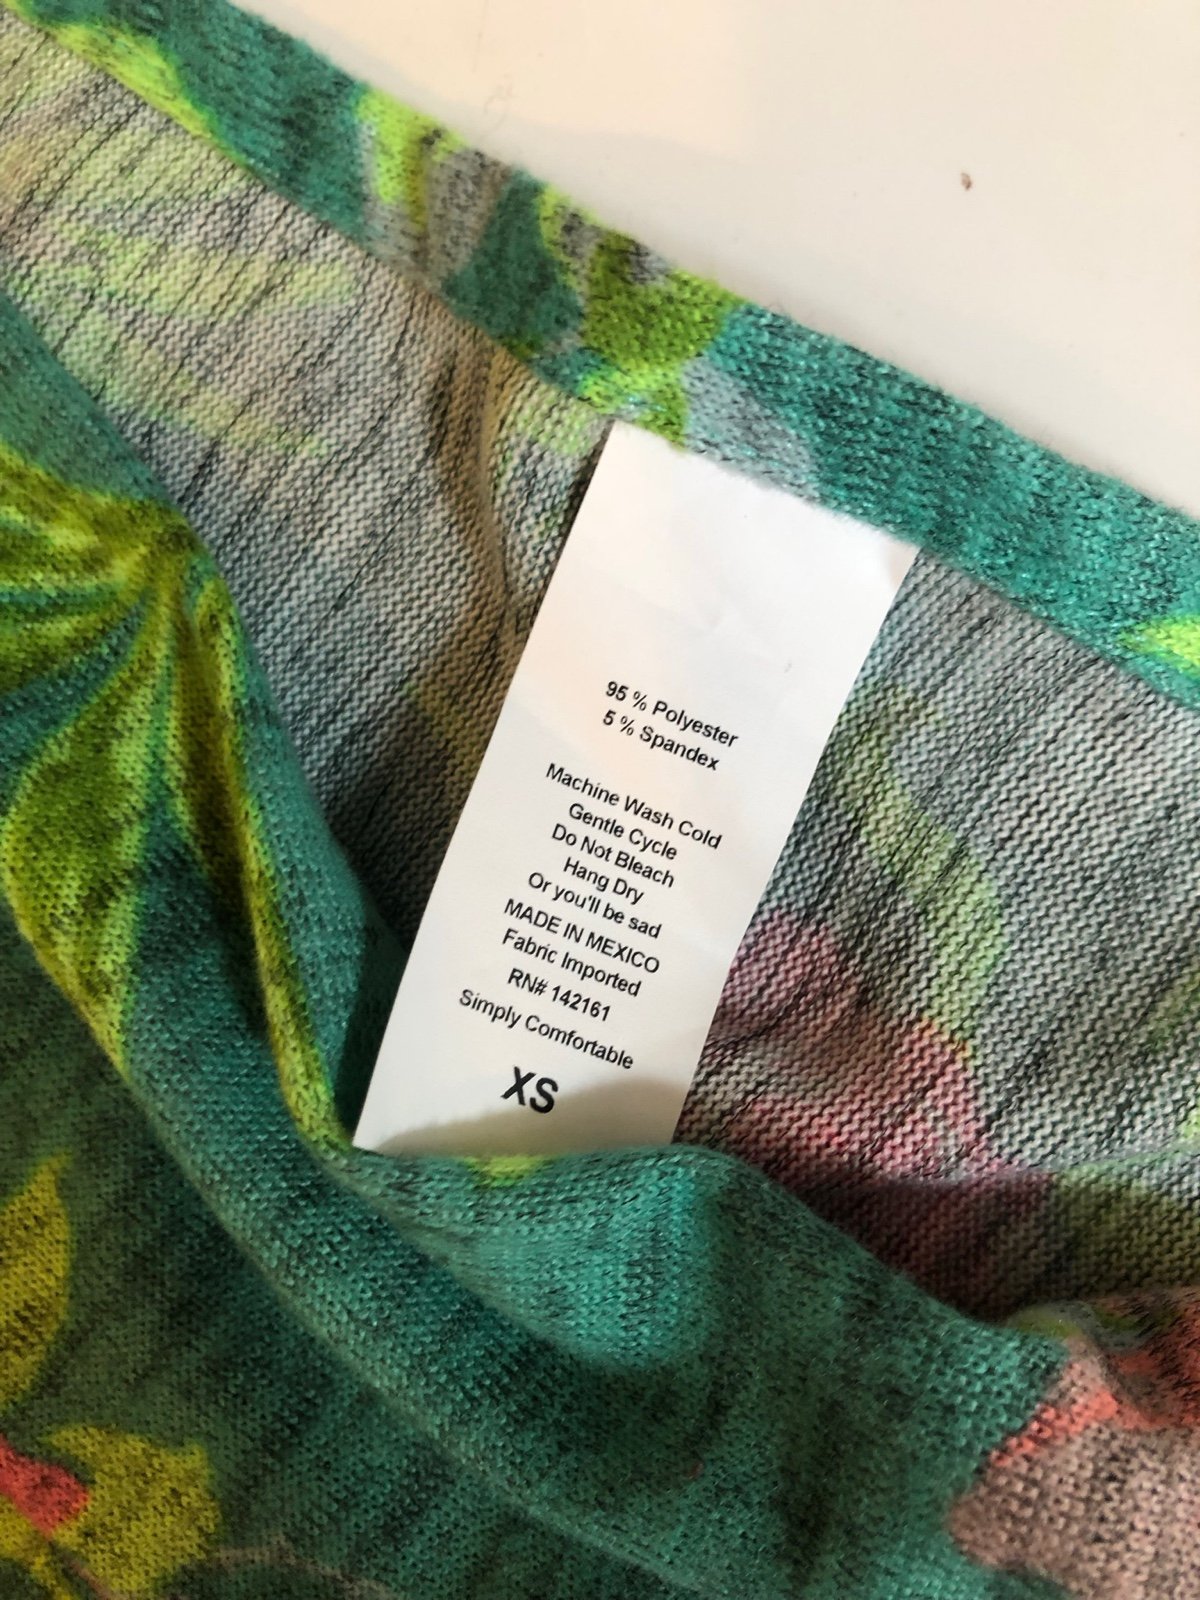 95 % Polyester
5 % Spandex
Machine Wash Cold
Gentle Cycle
Do Not Bleach
Hang Dry
Or you'll be sad
MADE IN MEXICO
Fabric Imported
RN# 142161
Simply Comfortable
XS